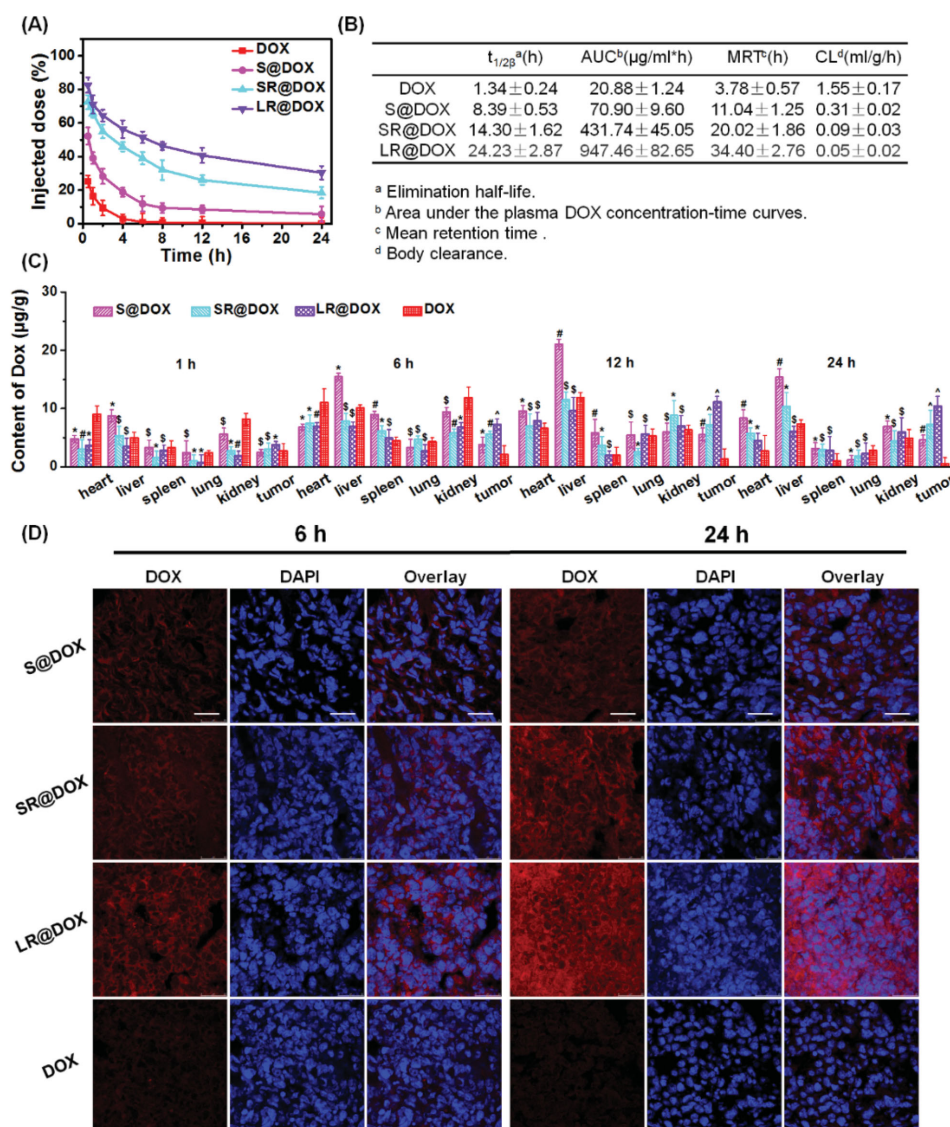 (A)
Injected dose (%)
100
80
60
40
20
0
DOX
S@DOX
SR@DOX
LR@DOX
0 4 8 12 16 20 24
Time (h)
(B)
t1/2βᵃ(h) AUCᵇ(μg/ml*h) MRTᶜ(h) CLᵈ(ml/g/h)
DOX 1.34±0.24 20.88±1.24 3.78±0.57 1.55±0.17
S@DOX 8.39±0.53 70.90±9.60 11.04±1.25 0.31±0.02
SR@DOX 14.30±1.62 431.74±45.05 20.02±1.86 0.09±0.03
LR@DOX 24.23±2.87 947.46±82.65 34.40±2.76 0.05±0.02
ᵃ Elimination half-life.
ᵇ Area under the plasma DOX concentration-time curves.
ᶜ Mean retention time .
ᵈ Body clearance.
(C)
Content of Dox (μg/g)
30
20
10
0
S@DOX SR@DOX LR@DOX DOX
1 h 6 h 12 h 24 h
heart liver spleen lung kidney tumor heart liver spleen lung kidney tumor heart liver spleen lung kidney tumor heart liver spleen lung kidney tumor
(D)
6 h 24 h
DOX DAPI Overlay DOX DAPI Overlay
S@DOX
SR@DOX
LR@DOX
DOX